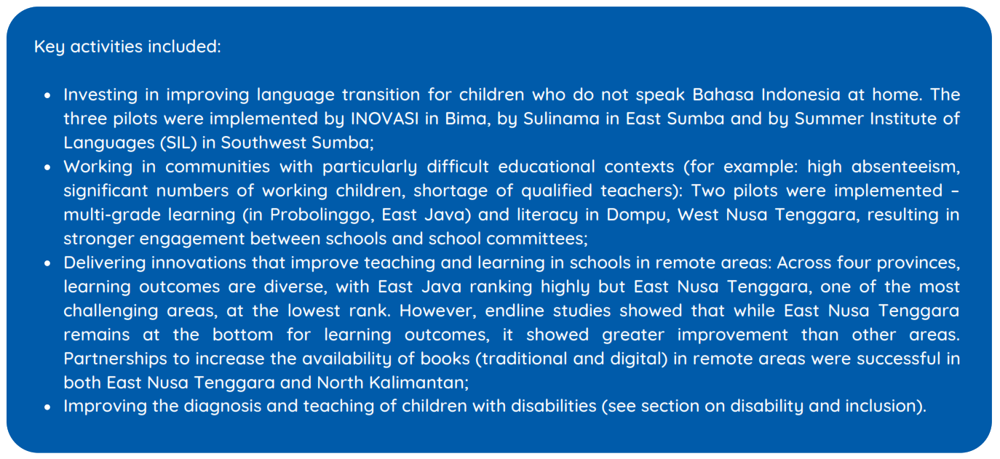 Key activities included:
• Investing in improving language transition for children who do not speak Bahasa Indonesia at home. The
three pilots were implemented by INOVASI in Bima, by Sulinama in East Sumba and by Summer Institute of
Languages (SIL) in Southwest Sumba;
• Working in communities with particularly difficult educational contexts (for example: high absenteeism,
significant numbers of working children, shortage of qualified teachers): Two pilots were implemented –
multi-grade learning (in Probolinggo, East Java) and literacy in Dompu, West Nusa Tenggara, resulting in
stronger engagement between schools and school committees;
• Delivering innovations that improve teaching and learning in schools in remote areas: Across four provinces,
learning outcomes are diverse, with East Java ranking highly but East Nusa Tenggara, one of the most
challenging areas, at the lowest rank. However, endline studies showed that while East Nusa Tenggara
remains at the bottom for learning outcomes, it showed greater improvement than other areas.
Partnerships to increase the availability of books (traditional and digital) in remote areas were successful in
both East Nusa Tenggara and North Kalimantan;
• Improving the diagnosis and teaching of children with disabilities (see section on disability and inclusion).